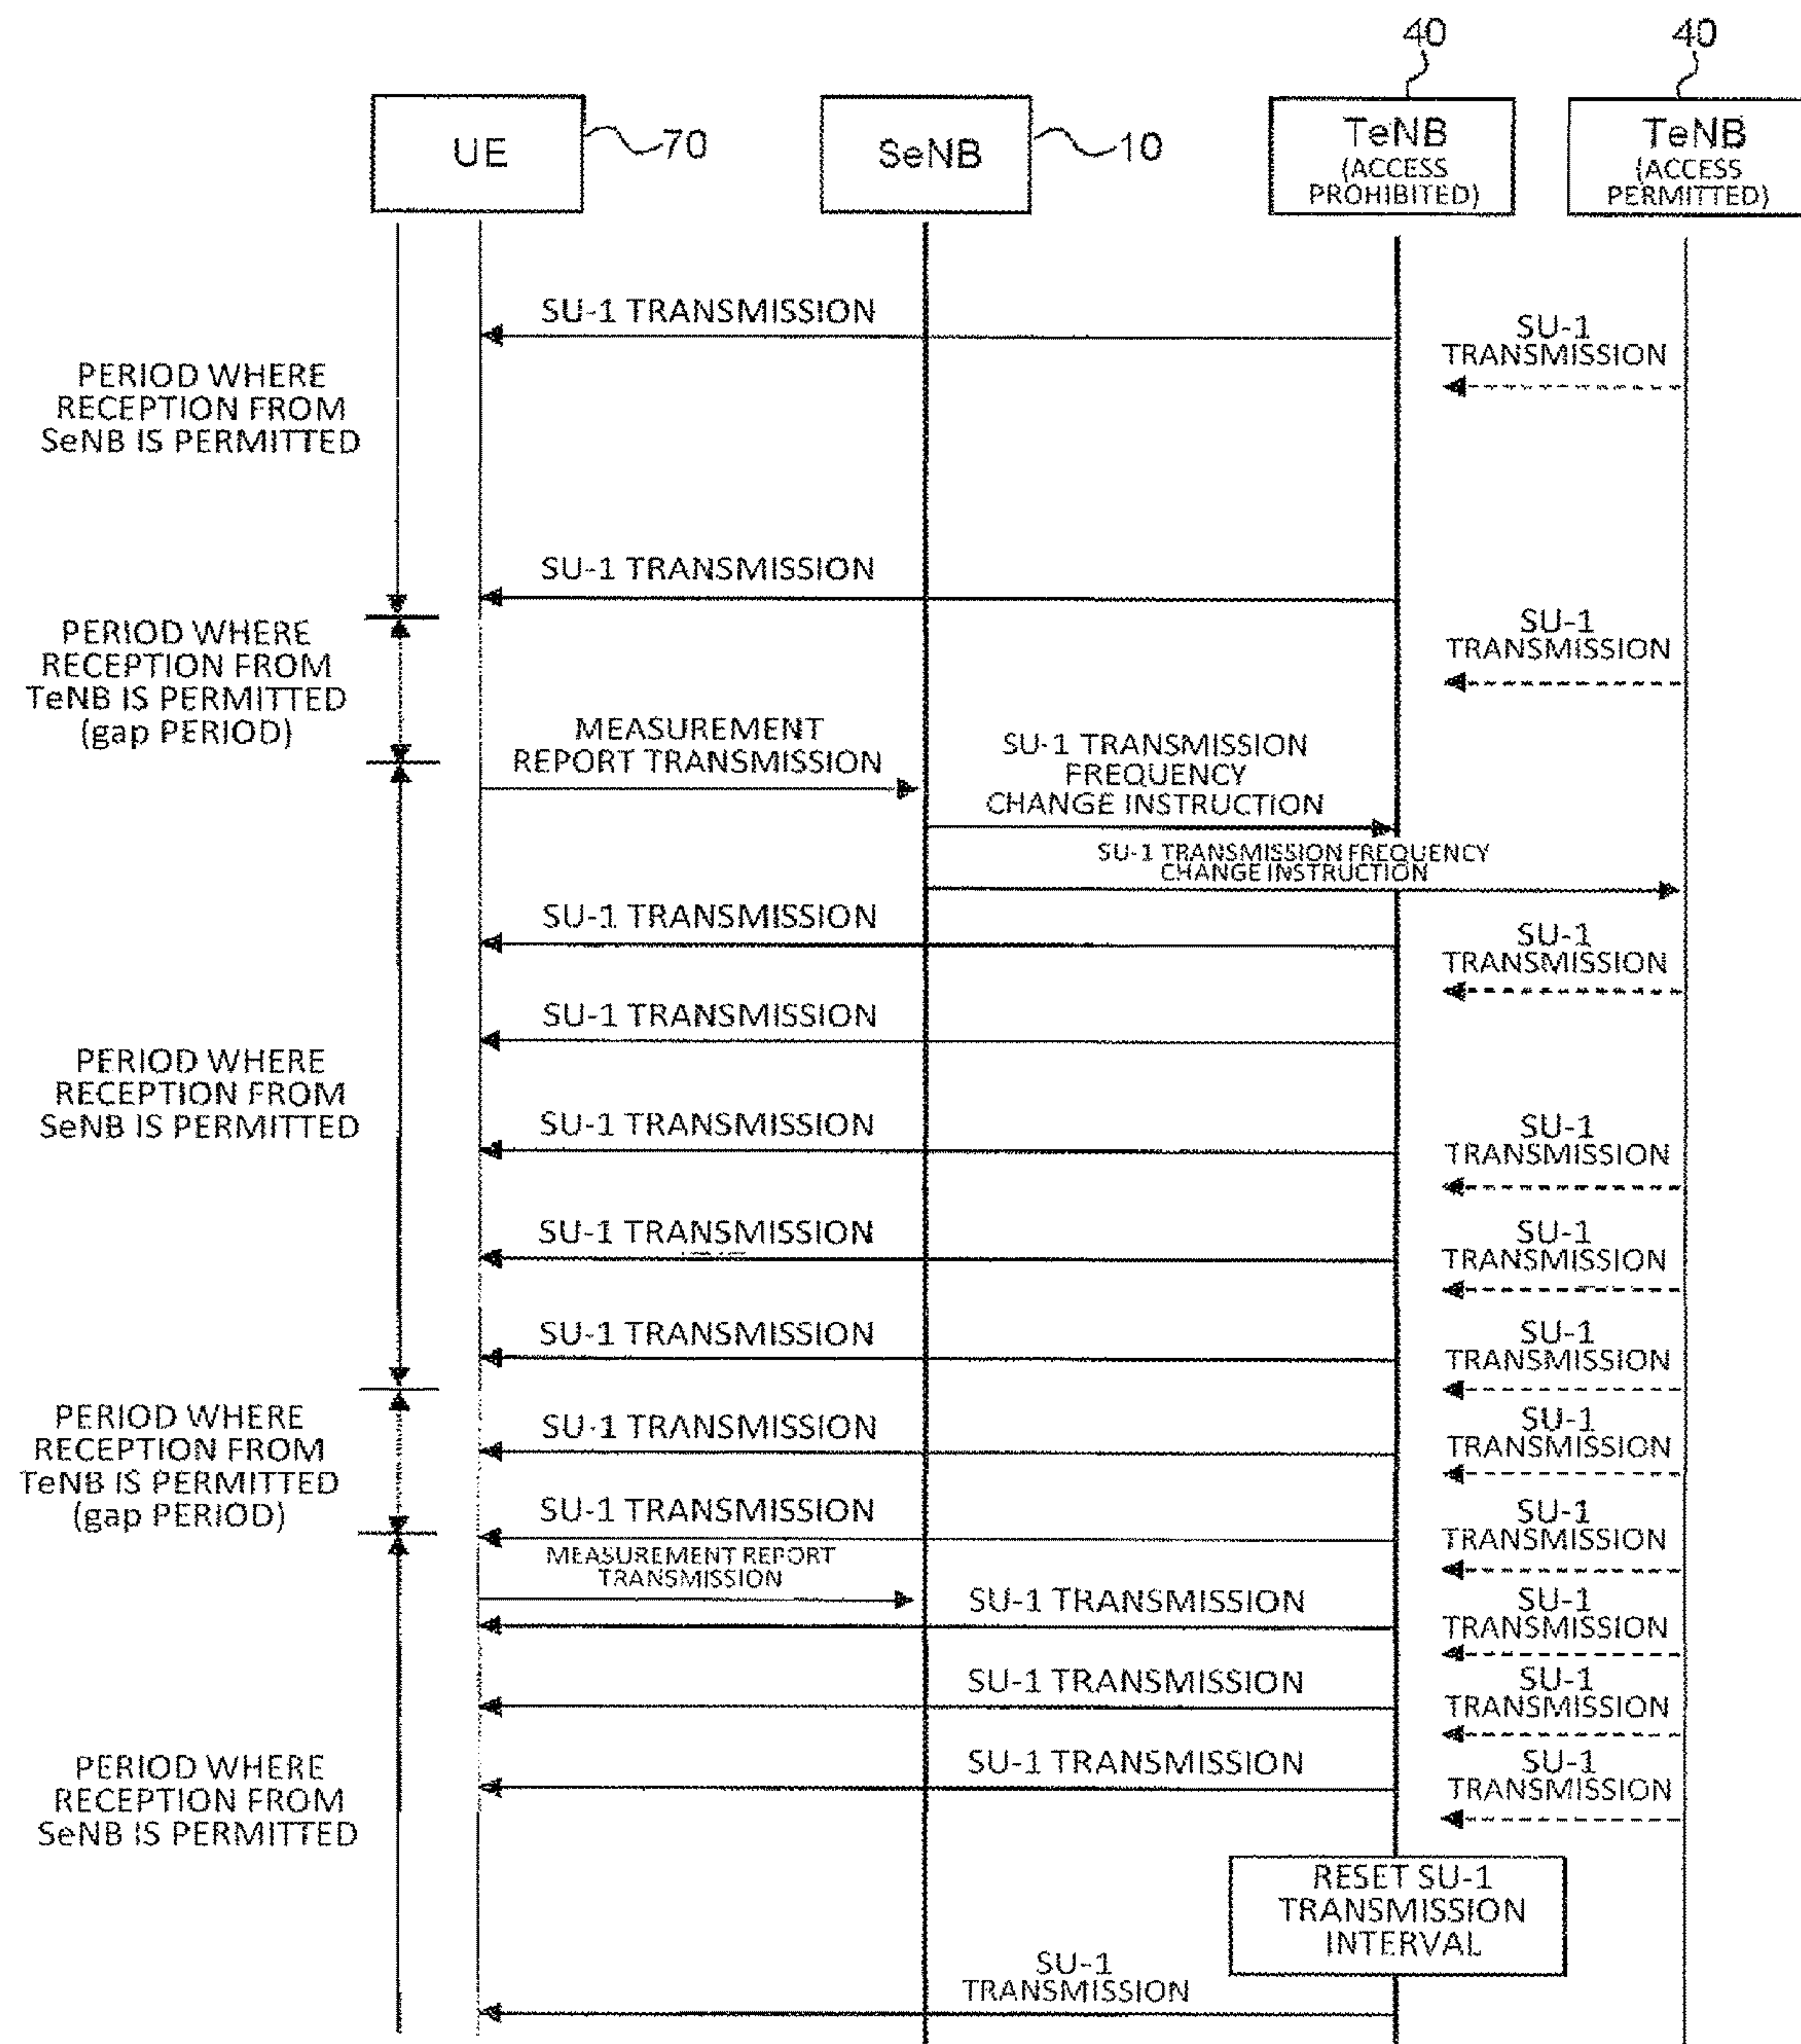 40
40
UE
70
SeNB
10
TeNB
(ACCESS
PROHIBITED)
TeNB
(ACCESS
PERMITTED)
SU-1 TRANSMISSION
SU-1
TRANSMISSION
PERIOD WHERE
RECEPTION FROM
SeNB IS PERMITTED
SU-1 TRANSMISSION
SU-1
TRANSMISSION
PERIOD WHERE
RECEPTION FROM
TeNB IS PERMITTED
(gap PERIOD)
MEASUREMENT
REPORT TRANSMISSION
SU-1 TRANSMISSION
FREQUENCY
CHANGE INSTRUCTION
SU-1 TRANSMISSION FREQUENCY
CHANGE INSTRUCTION
SU-1 TRANSMISSION
SU-1
TRANSMISSION
SU-1 TRANSMISSION
PERIOD WHERE
RECEPTION FROM
SeNB IS PERMITTED
SU-1 TRANSMISSION
SU-1
TRANSMISSION
SU-1 TRANSMISSION
SU-1
TRANSMISSION
SU-1 TRANSMISSION
SU-1
TRANSMISSION
PERIOD WHERE
RECEPTION FROM
TeNB IS PERMITTED
(gap PERIOD)
SU-1 TRANSMISSION
SU-1
TRANSMISSION
SU-1 TRANSMISSION
SU-1
TRANSMISSION
MEASUREMENT REPORT
TRANSMISSION
SU-1 TRANSMISSION
SU-1
TRANSMISSION
SU-1 TRANSMISSION
SU-1
TRANSMISSION
SU-1 TRANSMISSION
SU-1
TRANSMISSION
PERIOD WHERE
RECEPTION FROM
SeNB IS PERMITTED
RESET SU-1
TRANSMISSION
INTERVAL
SU-1
TRANSMISSION